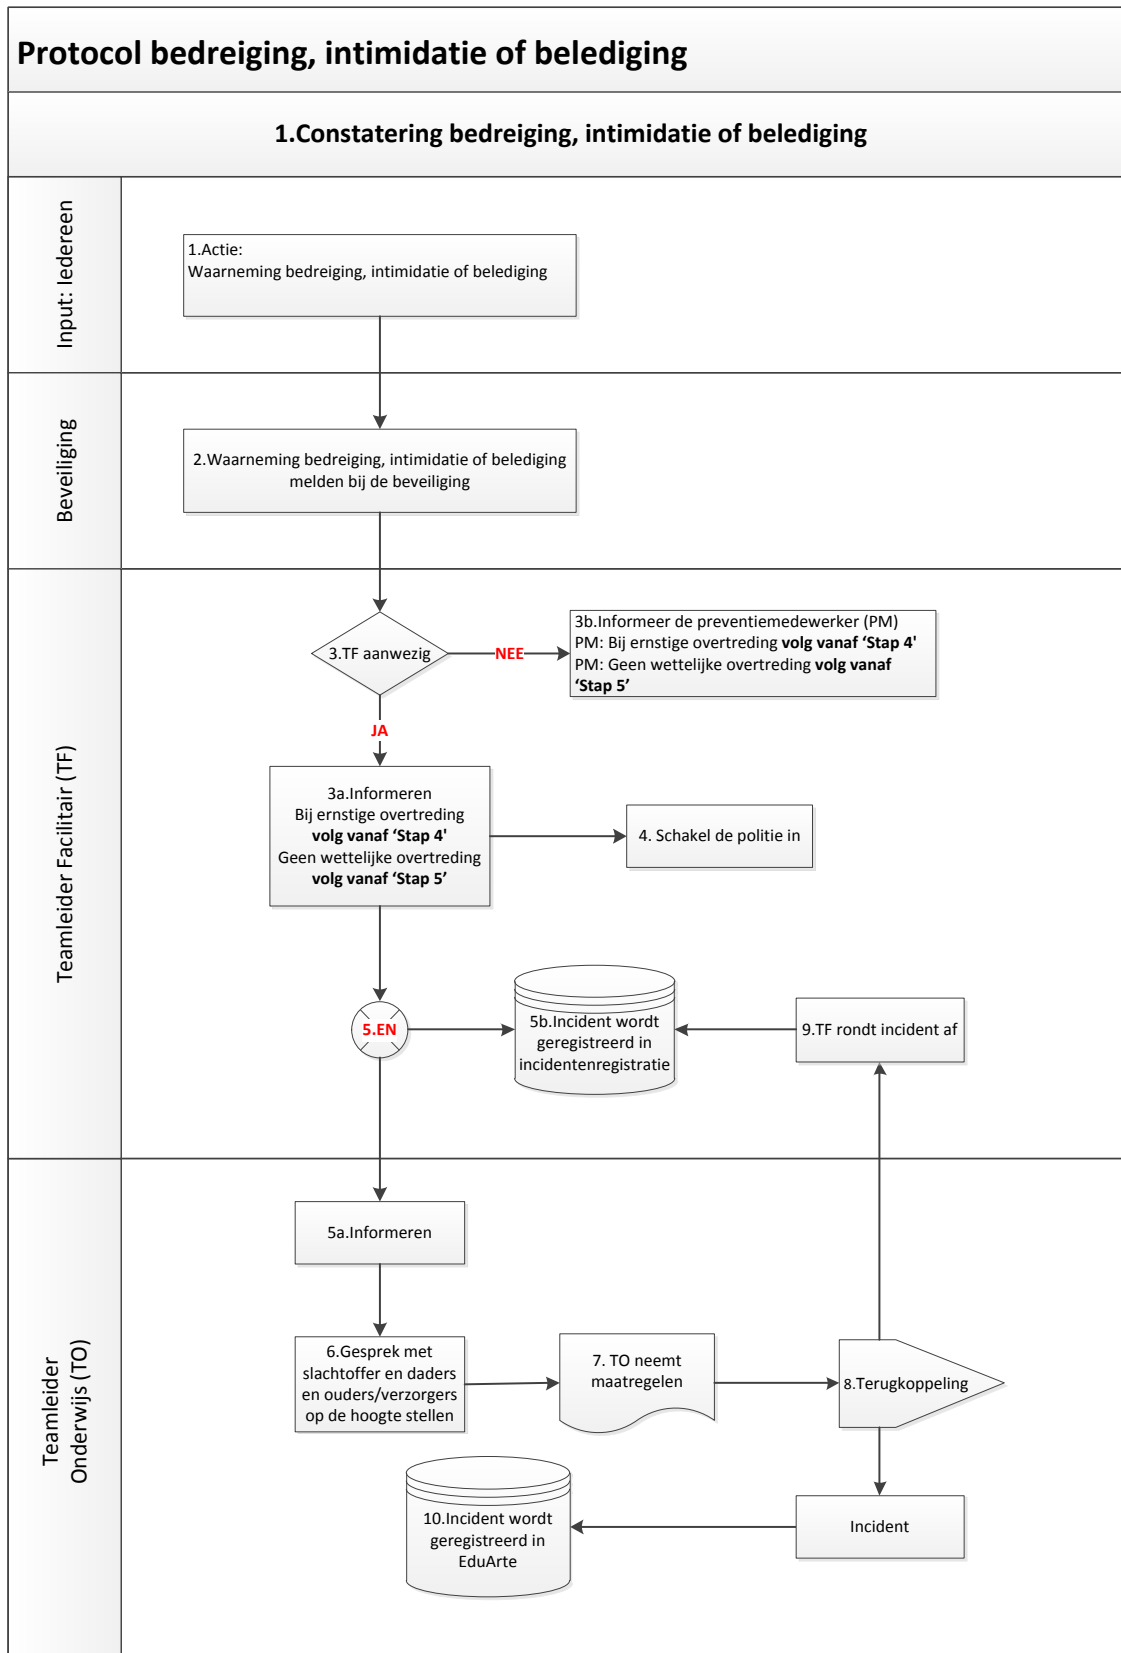 Protocol bedreiging, intimidatie of belediging
1.Constatering bedreiging, intimidatie of belediging
Input: Iedereen
1.Actie:
Waarneming bedreiging, intimidatie of belediging
Beveiliging
2.Waarneming bedreiging, intimidatie of belediging
melden bij de beveiliging
Teamleider Facilitair (TF)
3.TF aanwezig
NEE
3b.Informeer de preventiemedewerker (PM)
PM: Bij ernstige overtreding volg vanaf ‘Stap 4'
PM: Geen wettelijke overtreding volg vanaf
‘Stap 5’
JA
3a.Informeren
Bij ernstige overtreding
volg vanaf ‘Stap 4'
Geen wettelijke overtreding
volg vanaf ‘Stap 5’
4. Schakel de politie in
5.EN
5b.Incident wordt
geregistreerd in
incidentenregistratie
9.TF rondt incident af
Teamleider
Onderwijs (TO)
5a.Informeren
6.Gesprek met
slachtoffer en daders
en ouders/verzorgers
op de hoogte stellen
7. TO neemt
maatregelen
8.Terugkoppeling
10.Incident wordt
geregistreerd in
EduArte
Incident